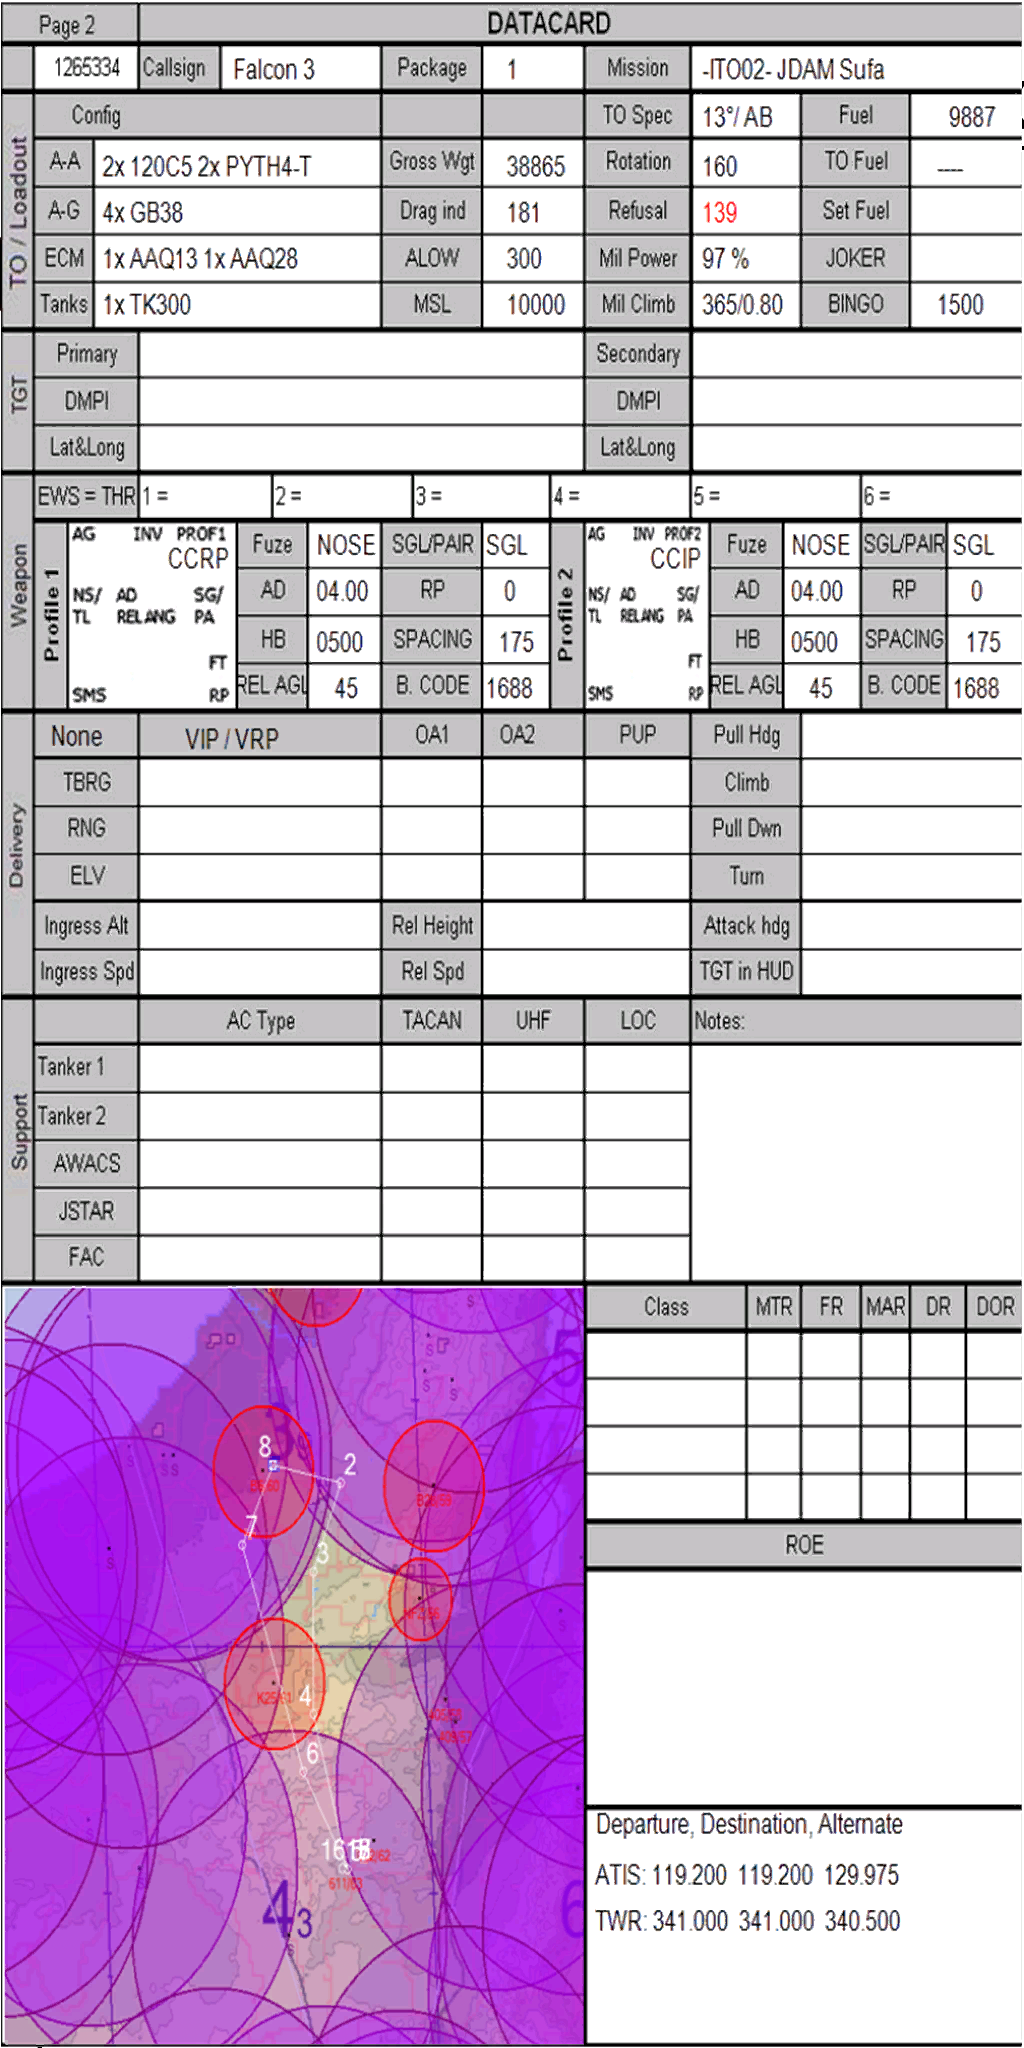 Page 2 DATACARD
1265334 Callsign Falcon 3 Package 1 Mission -ITO02- JDAM Sufa
TO / Loadout
Config TO Spec 13°/ AB Fuel 9887
A-A 2x 120C5 2x PYTH4-T Gross Wgt 38865 Rotation 160 TO Fuel ----
A-G 4x GB38 Drag ind 181 Refusal 139 Set Fuel
ECM 1x AAQ13 1x AAQ28 ALOW 300 Mil Power 97 % JOKER
Tanks 1x TK300 MSL 10000 Mil Climb 365/0.80 BINGO 1500
TGT
Primary Secondary
DMPI DMPI
Lat&Long Lat&Long
Weapon
EWS = THR 1 = 2 = 3 = 4 = 5 = 6 =
Profile 1
AG INV PROF1
CCRP
NS/ AD SG/
TL RELANG PA
FT
SMS RP
Fuze NOSE SGL/PAIR SGL
AD 04.00 RP 0
HB 0500 SPACING 175
REL AGL 45 B. CODE 1688
Profile 2
AG INV PROF2
CCIP
NS/ AD SG/
TL RELANG PA
FT
SMS RP
Fuze NOSE SGL/PAIR SGL
AD 04.00 RP 0
HB 0500 SPACING 175
REL AGL 45 B. CODE 1688
Delivery
None VIP / VRP OA1 OA2 PUP Pull Hdg
TBRG Climb
RNG Pull Dwn
ELV Turn
Ingress Alt Rel Height Attack hdg
Ingress Spd Rel Spd TGT in HUD
Support
AC Type TACAN UHF LOC Notes:
Tanker 1
Tanker 2
AWACS
JSTAR
FAC
Class MTR FR MAR DR DOR
ROE
8
2
7
3
4
6
4 3
Departure, Destination, Alternate
ATIS: 119.200 119.200 129.975
TWR: 341.000 341.000 340.500